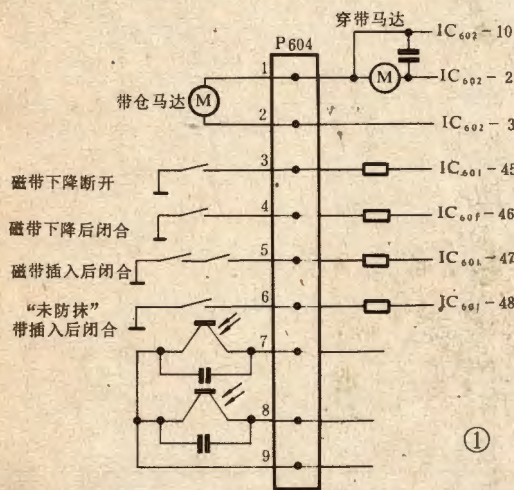 穿带马达
P604
IC602-10
1
M
M
IC602-2
带仓马达
2
IC602-3
3
IC601-45
磁带下降断开
4
IC601-46
磁带下降后闭合
5
IC601-47
磁带插入后闭合
6
IC601-48
“未防抹”
带插入后闭合
7
8
9
①